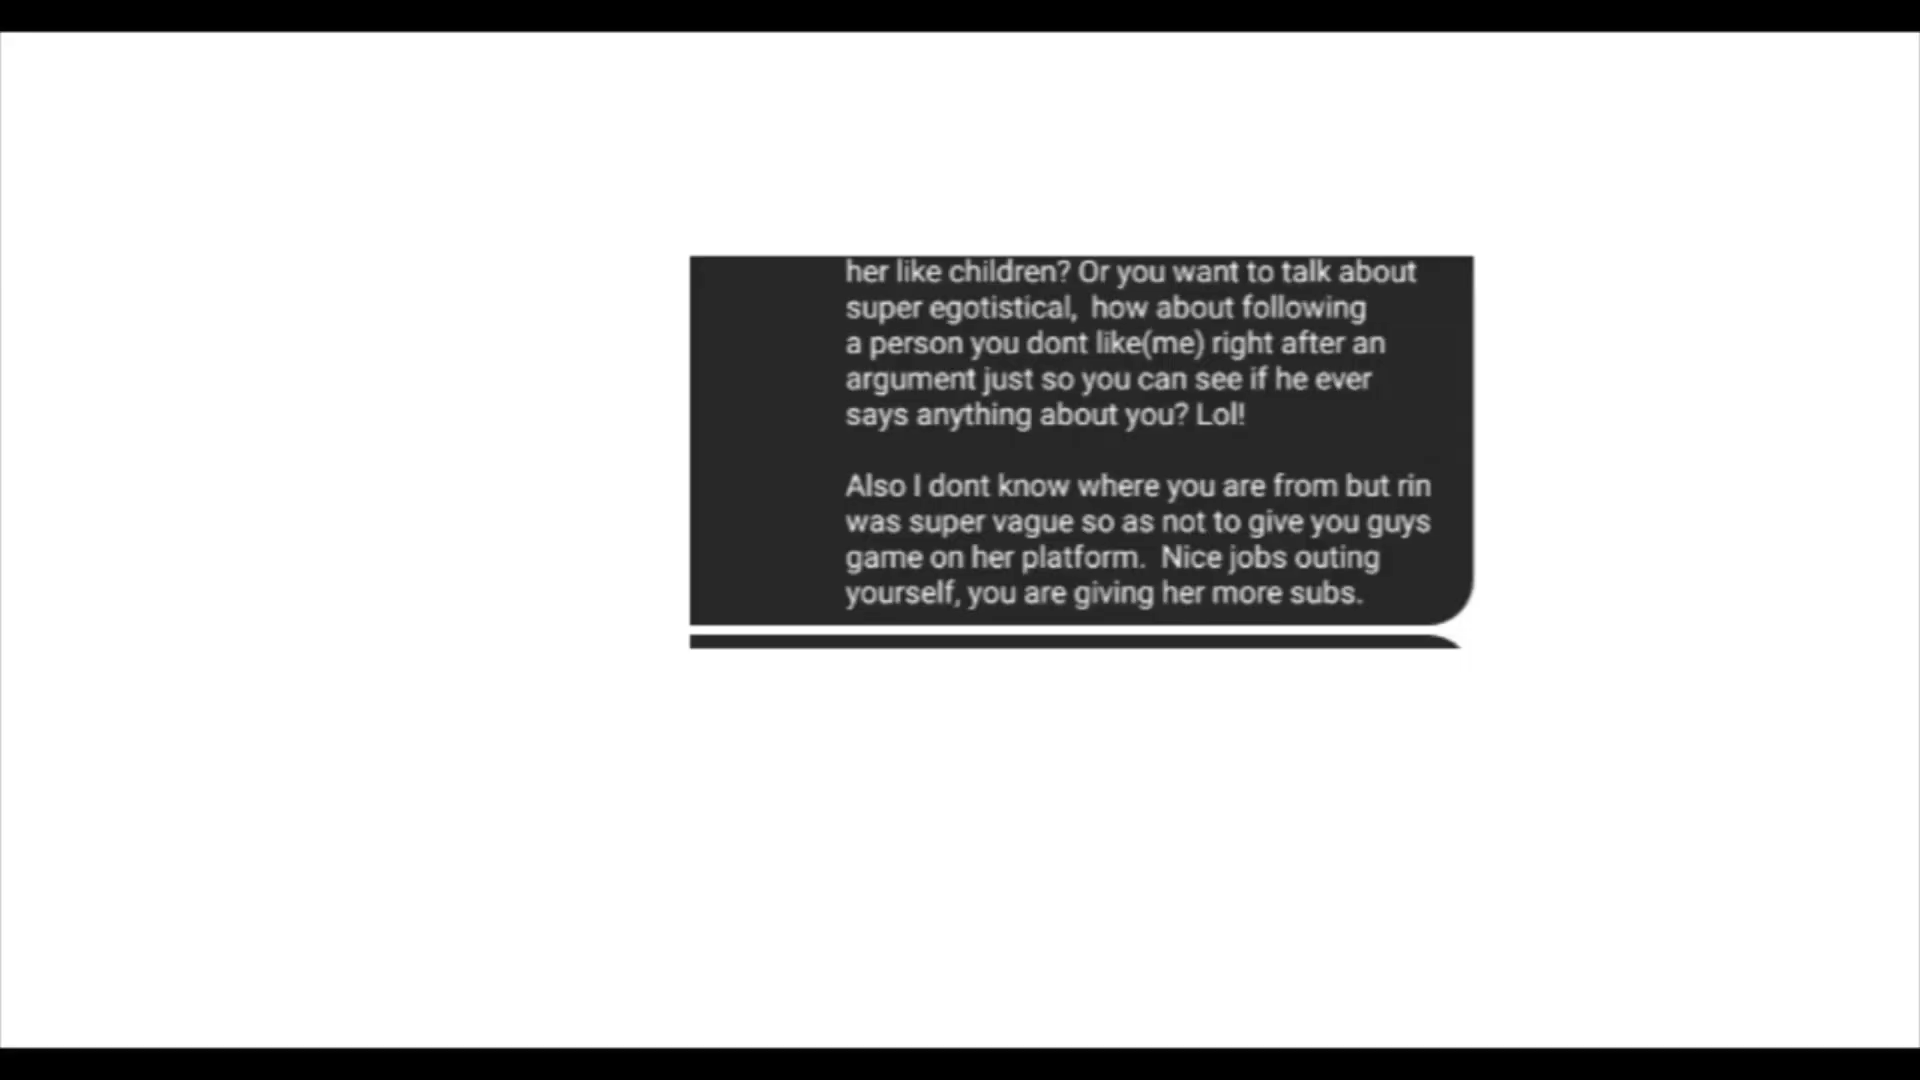 her like children? Or you want to talk about
super egotistical,  how about following
a person you dont like(me) right after an
argument just so you can see if he ever
says anything about you? Lol!
Also I dont know where you are from but rin
was super vague so as not to give you guys
game on her platform.  Nice jobs outing
yourself, you are giving her more subs.